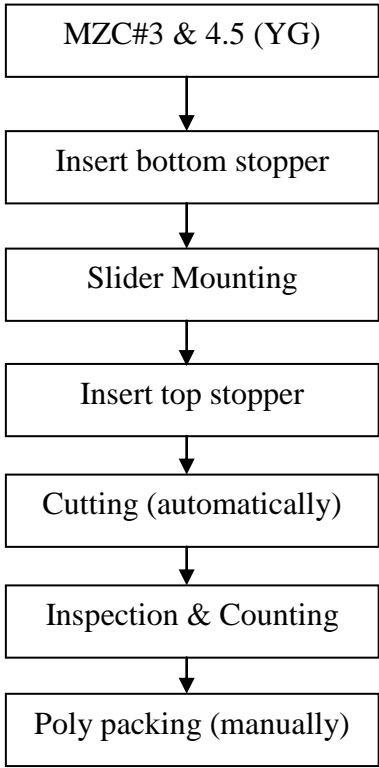 MZC#3 & 4.5 (YG)
Insert bottom stopper
Slider Mounting
Insert top stopper
Cutting (automatically)
Inspection & Counting
Poly packing (manually)